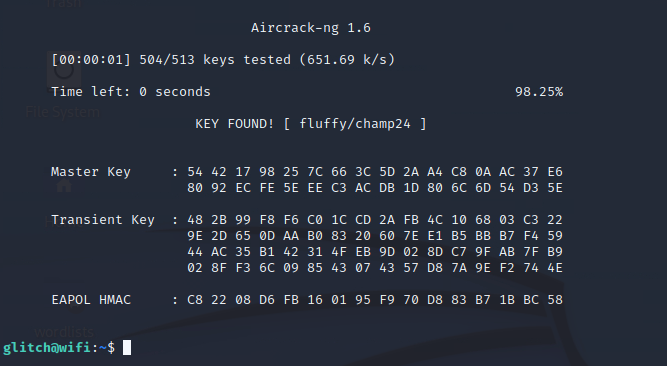 Trash
Aircrack-ng 1.6
[00:00:01] 504/513 keys tested (651.69 k/s)
Time left: 0 seconds 98.25%
File System
KEY FOUND! [ fluffy/champ24 ]
Master Key : 54 42 17 98 25 7C 66 3C 5D 2A A4 C8 0A AC 37 E6
80 92 EC FE 5E EE C3 AC DB 1D 80 6C 6D 54 D3 5E
Transient Key : 48 2B 99 F8 F6 C0 1C CD 2A FB 4C 10 68 03 C3 22
9E 2D 65 0D AA B0 83 20 60 7E E1 B5 BB B7 F4 59
44 AC 35 B1 42 31 4F EB 9D 02 8D C7 9F AB 7F B9
02 8F F3 6C 09 85 43 07 43 57 D8 7A 9E F2 74 4E
EAPOL HMAC : C8 22 08 D6 FB 16 01 95 F9 70 D8 83 B7 1B BC 58
wordlists
glitch@wifi:~$